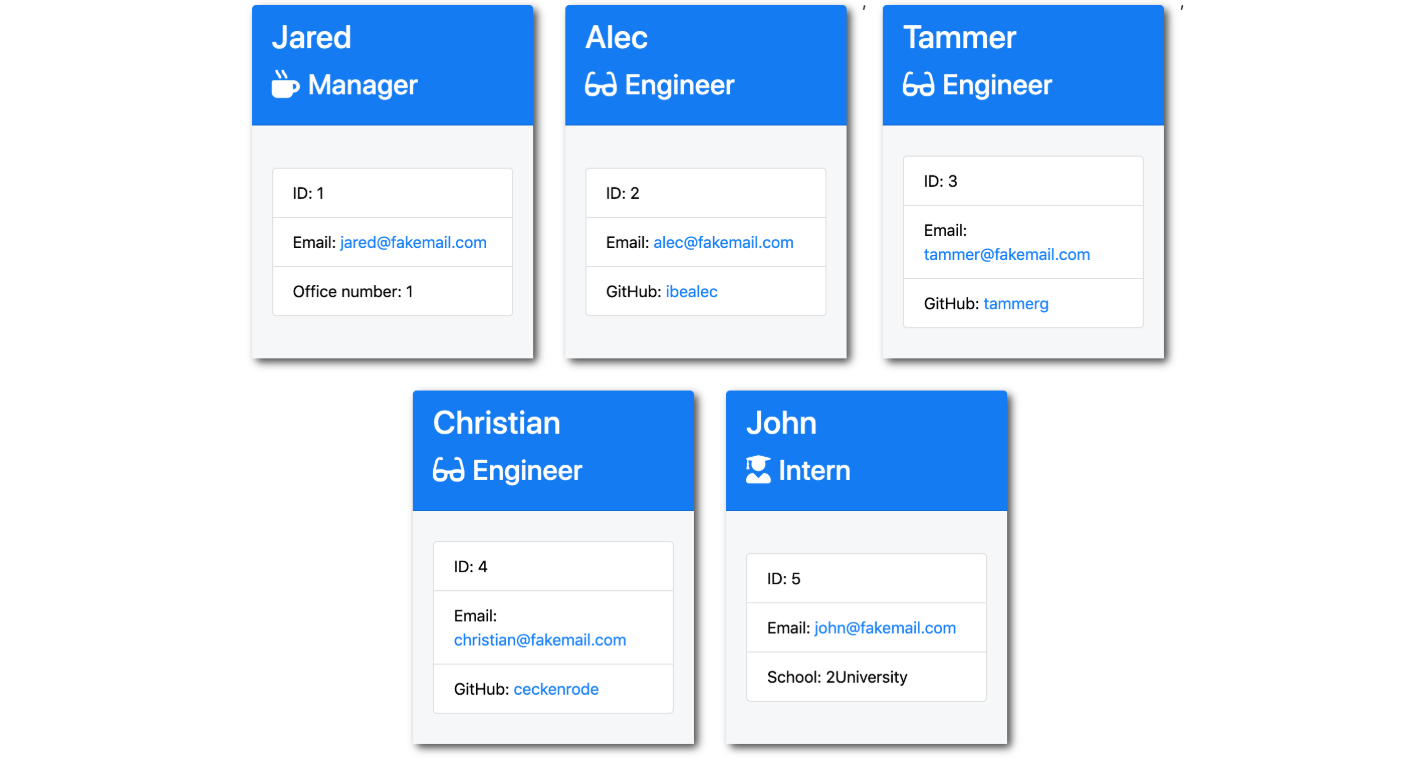 Jared
Manager
ID: 1
Email: jared@fakemail.com
Office number: 1
Alec
Engineer
ID: 2
Email: alec@fakemail.com
GitHub: ibealec
,
Tammer
Engineer
ID: 3
Email:
tammer@fakemail.com
GitHub: tammerg
,
Christian
Engineer
ID: 4
Email:
christian@fakemail.com
GitHub: ceckenrode
John
Intern
ID: 5
Email: john@fakemail.com
School: 2University